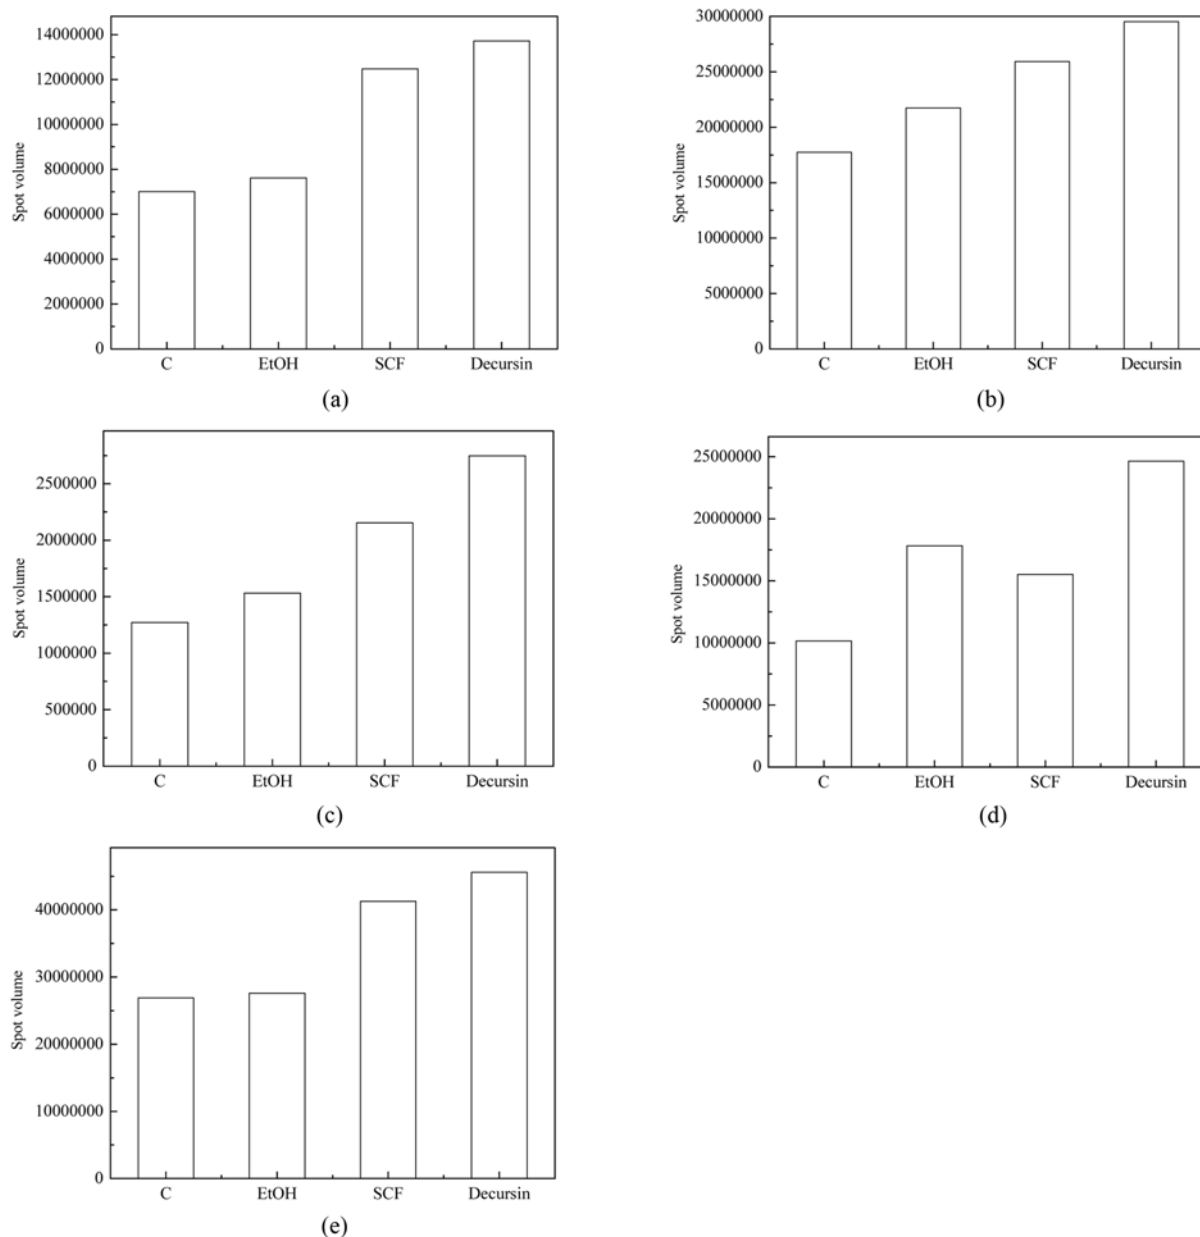 14000000
12000000
10000000
8000000
6000000
4000000
2000000
0
Spot volume
C EtOH SCF Decursin
(a)
30000000
25000000
20000000
15000000
10000000
5000000
0
Spot volume
C EtOH SCF Decursin
(b)
2500000
2000000
1500000
1000000
500000
0
Spot volume
C EtOH SCF Decursin
(c)
25000000
20000000
15000000
10000000
5000000
0
Spot volume
C EtOH SCF Decursin
(d)
40000000
30000000
20000000
10000000
0
Spot volume
C EtOH SCF Decursin
(e)